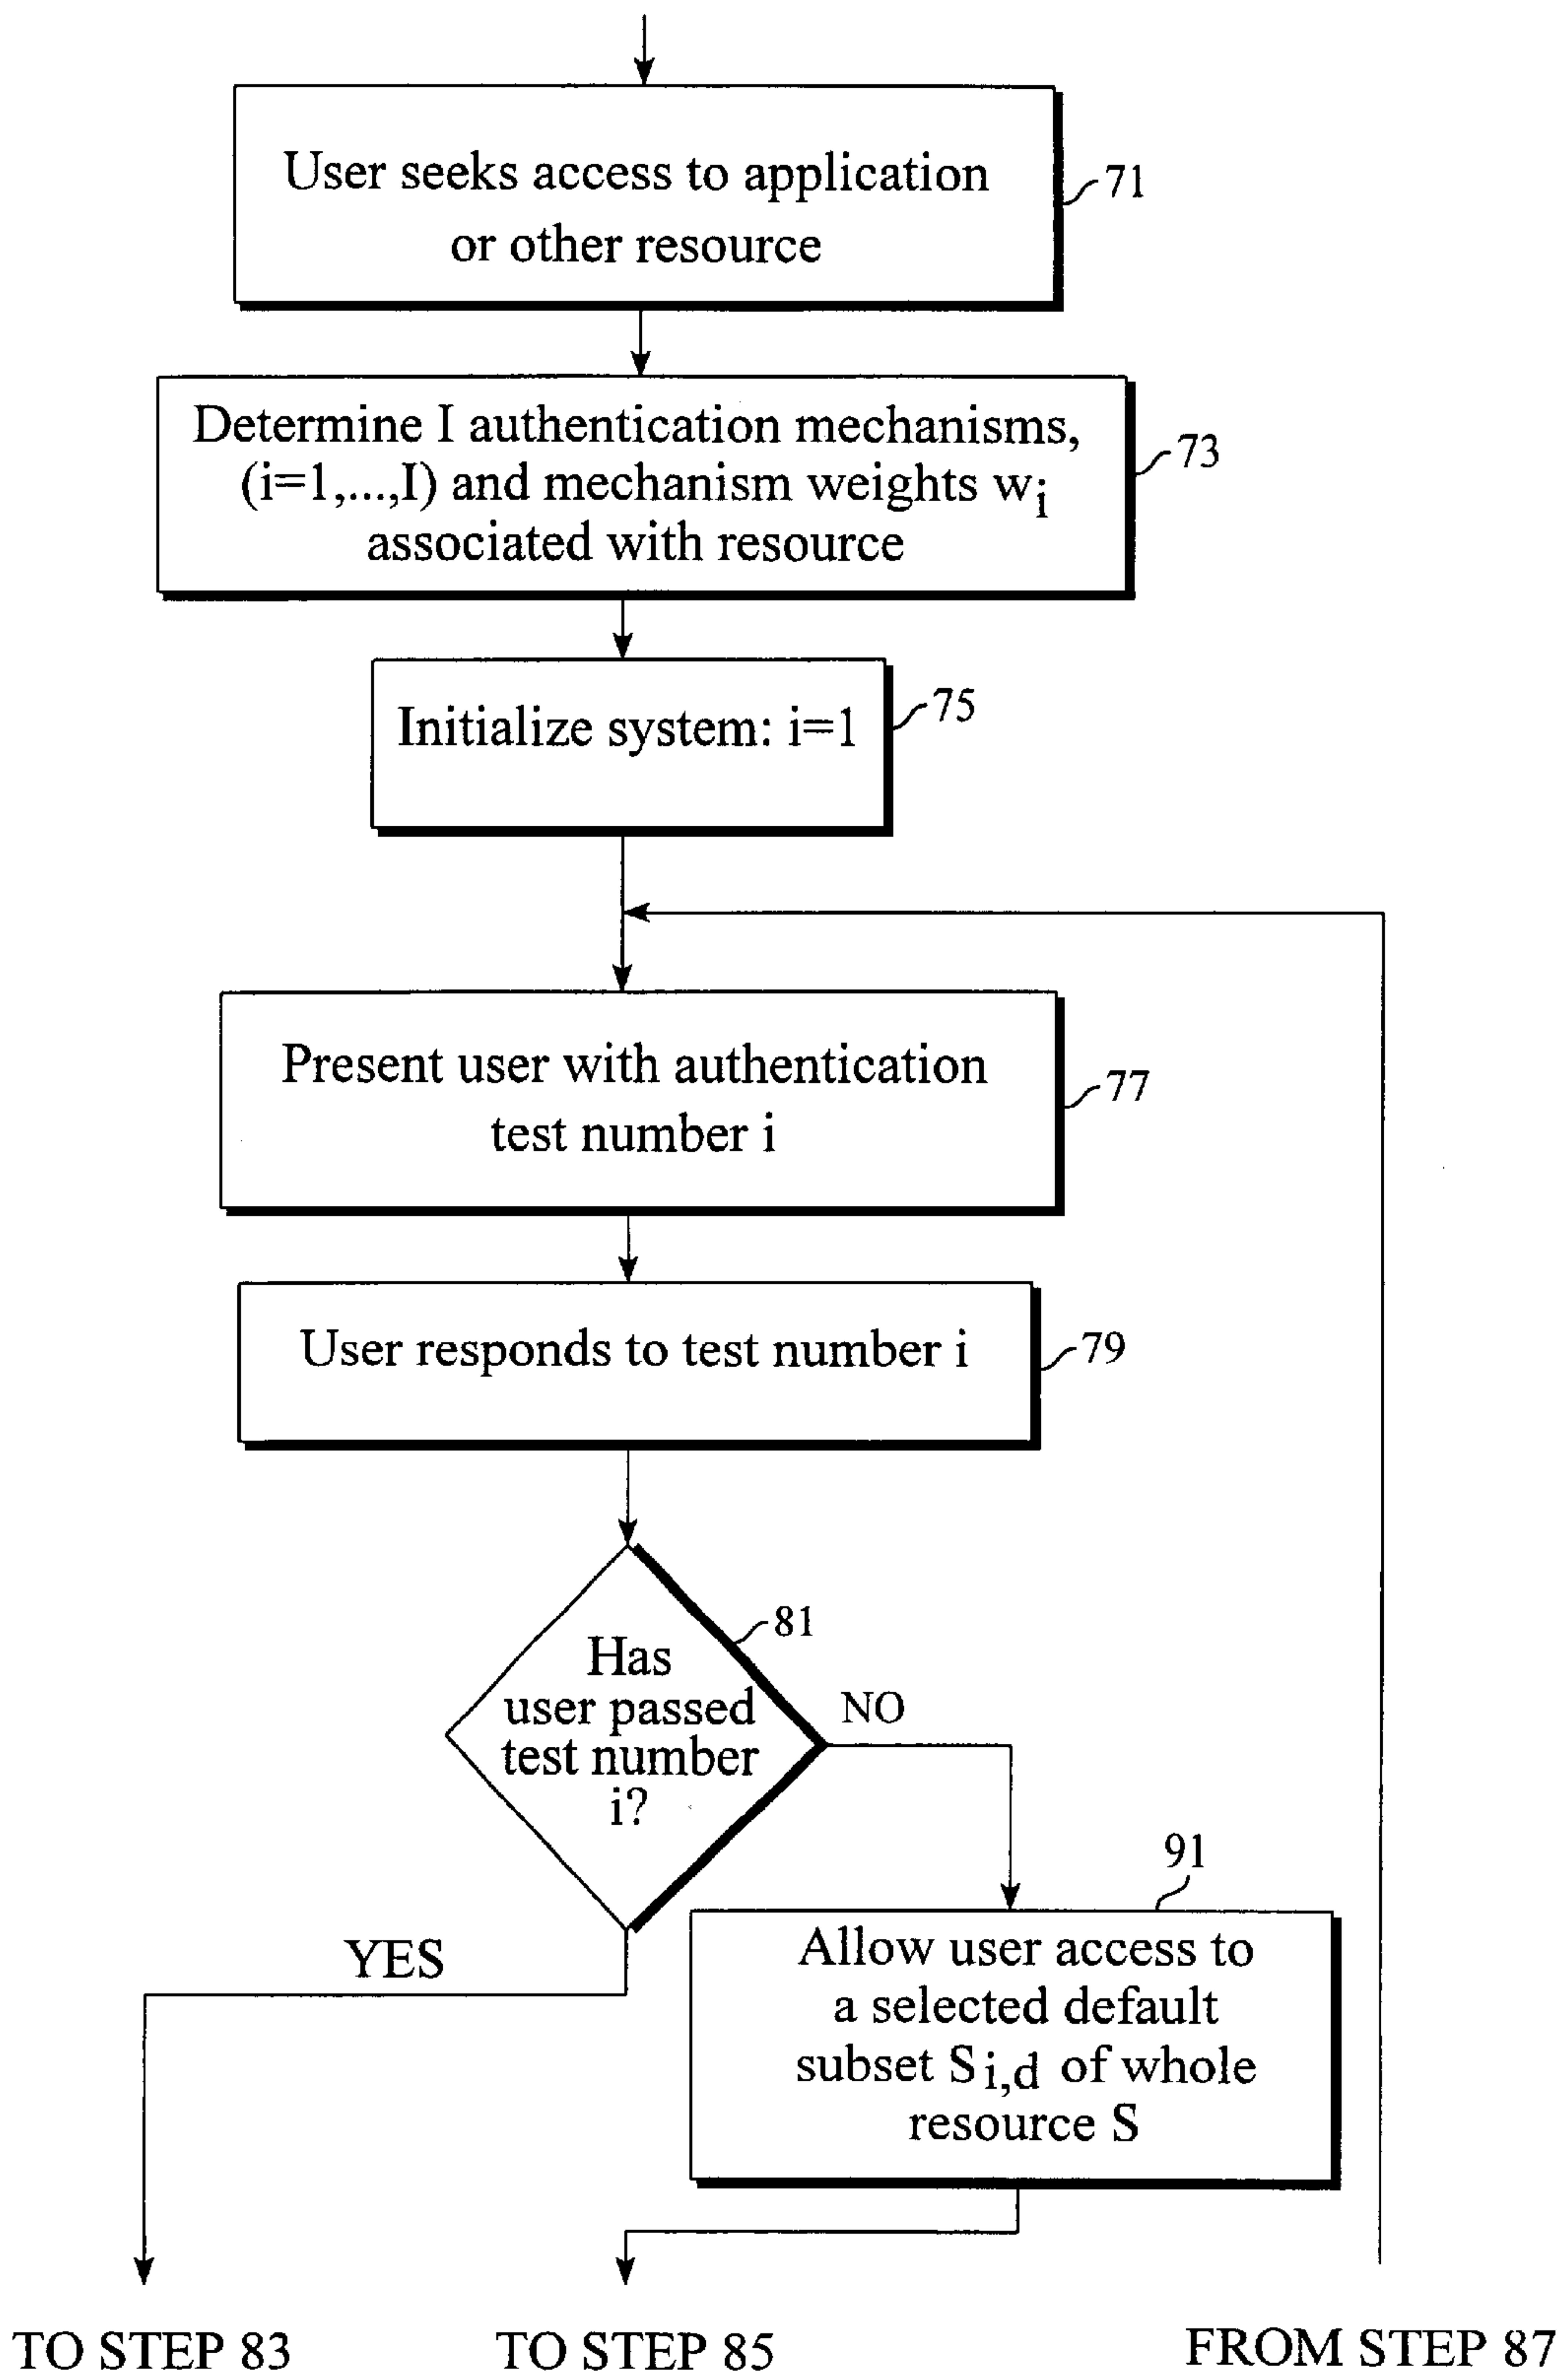 User seeks access to application
or other resource
71
Determine I authentication mechanisms,
(i=1,...,I) and mechanism weights wi
associated with resource
73
Initialize system: i=1
75
Present user with authentication
test number i
77
User responds to test number i
79
Has
user passed
test number
i?
81
NO
YES
91
Allow user access to
a selected default
subset Si,d of whole
resource S
TO STEP 83
TO STEP 85
FROM STEP 87